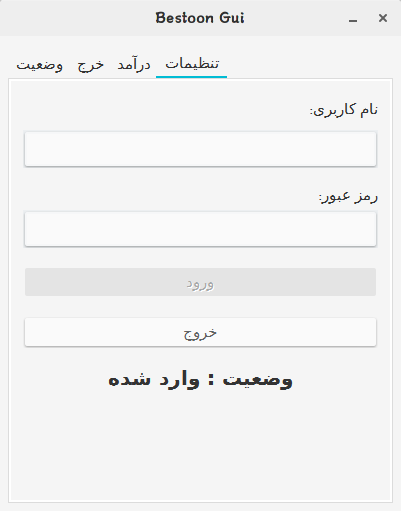 Bestoon Gui
تنظیمات درآمد خرج وضعیت
نام کاربری:
رمز عبور:
ورود
خروج
وضعیت : وارد شده